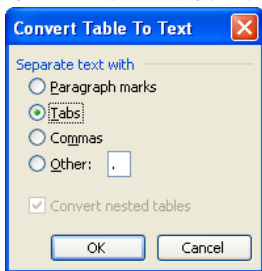 Convert Table To Text
Separate text with
Paragraph marks
Tabs
Commas
Other: .
Convert nested tables
OK Cancel